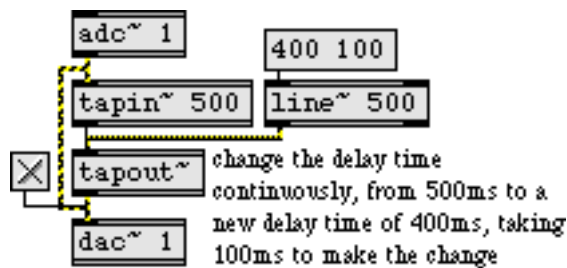 adc~ 1
400 100
tapin~ 500
line~ 500
tapout~
change the delay time
continuously, from 500ms to a
new delay time of 400ms, taking
100ms to make the change
dac~ 1